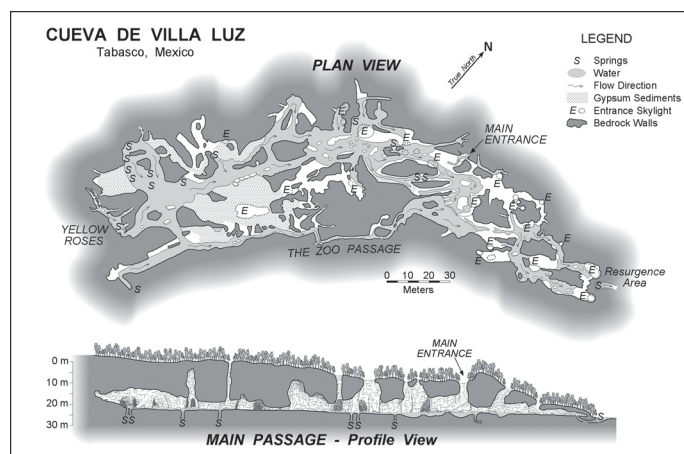 CUEVA DE VILLA LUZ
Tabasco, Mexico
PLAN VIEW
True North
N
LEGEND
S Springs
Water
Flow Direction
Gypsum Sediments
E Entrance Skylight
Bedrock Walls
MAIN
ENTRANCE
YELLOW
ROSES
THE ZOO PASSAGE
0 10 20 30
Meters
Resurgence
Area
MAIN
ENTRANCE
0 m
10 m
20 m
30 m
MAIN PASSAGE - Profile View